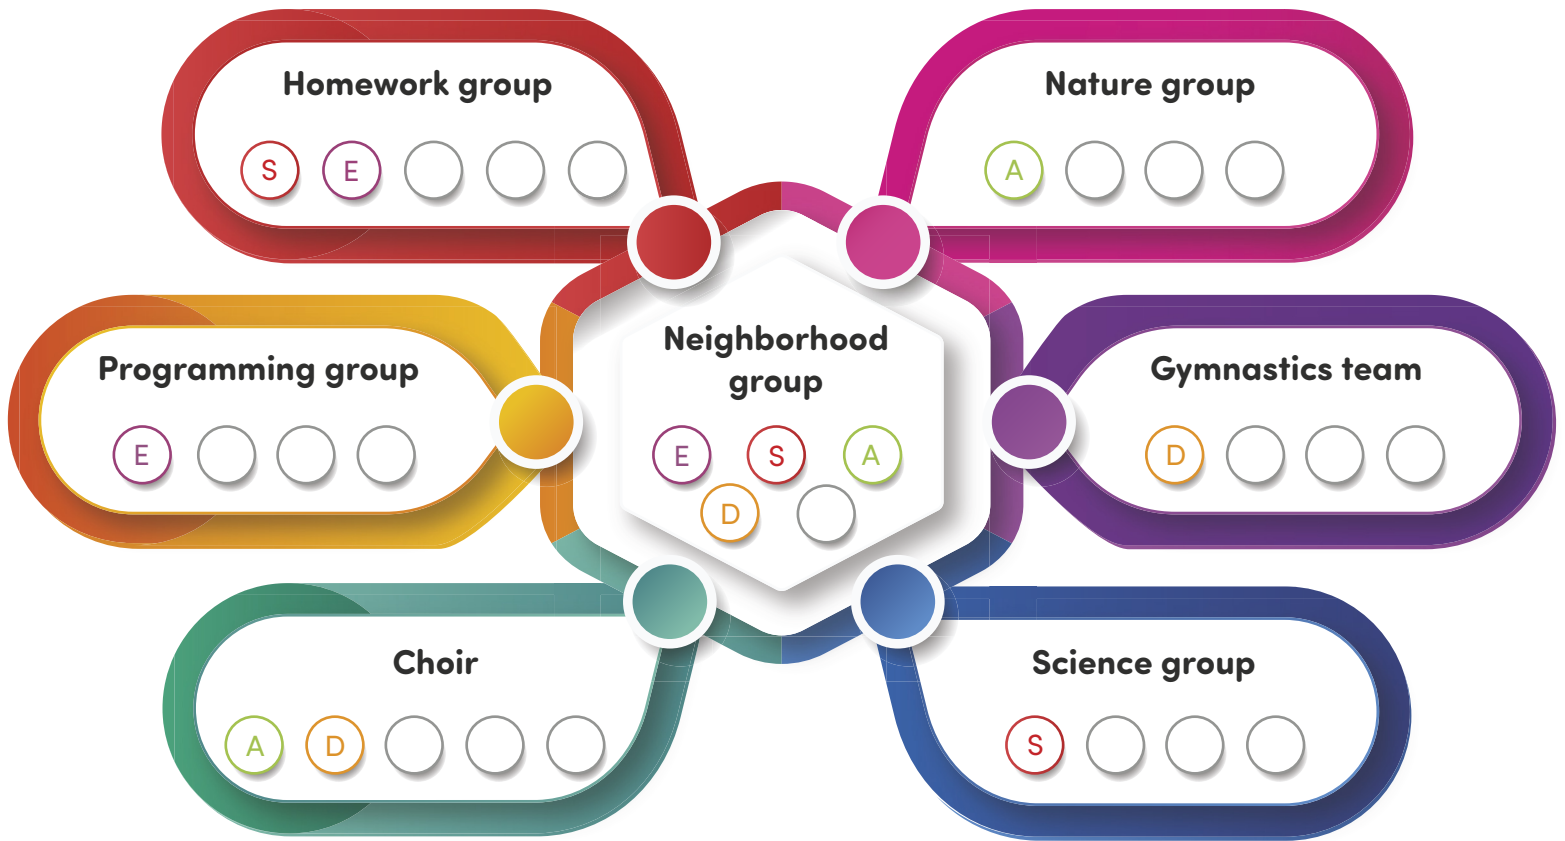 Homework group
S E
Nature group
A
Programming group
E
Neighborhood
group
E S A
D
Gymnastics team
D
Choir
A D
Science group
S